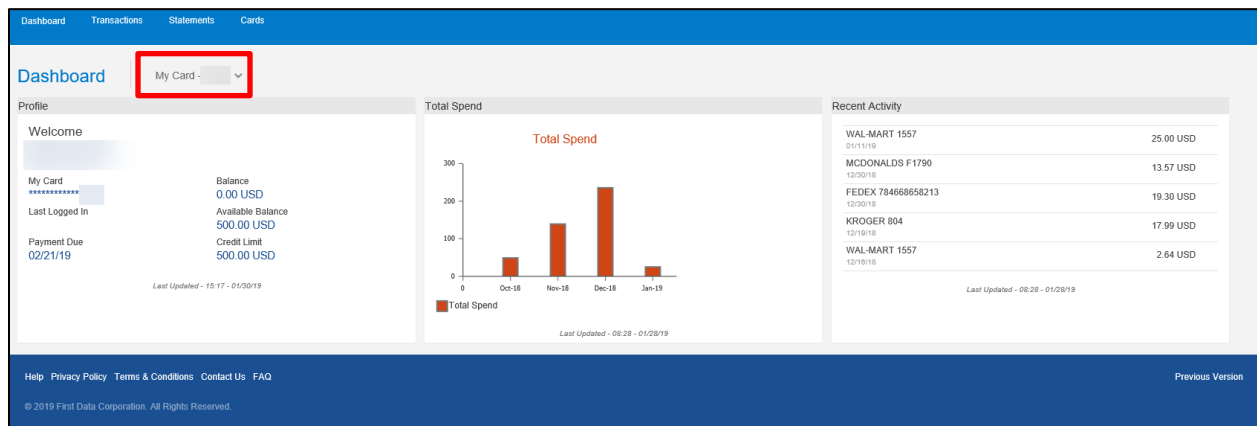 Dashboard Transactions Statements Cards
Dashboard My Card -
Profile
Welcome
My Card
************
Balance
0.00 USD
Last Logged In
Available Balance
500.00 USD
Payment Due
02/21/19
Credit Limit
500.00 USD
Last Updated - 15:17 - 01/30/19
Total Spend
Total Spend
300
200
100
0
0 Oct-18 Nov-18 Dec-18 Jan-19
Total Spend
Last Updated - 08:28 - 01/28/19
Recent Activity
WAL-MART 1557 25.00 USD
01/11/19
MCDONALDS F1790 13.57 USD
12/30/18
FEDEX 784668658213 19.30 USD
12/30/18
KROGER 804 17.99 USD
12/19/18
WAL-MART 1557 2.64 USD
12/16/18
Last Updated - 08:28 - 01/28/19
Help Privacy Policy Terms & Conditions Contact Us FAQ Previous Version
© 2019 First Data Corporation. All Rights Reserved.